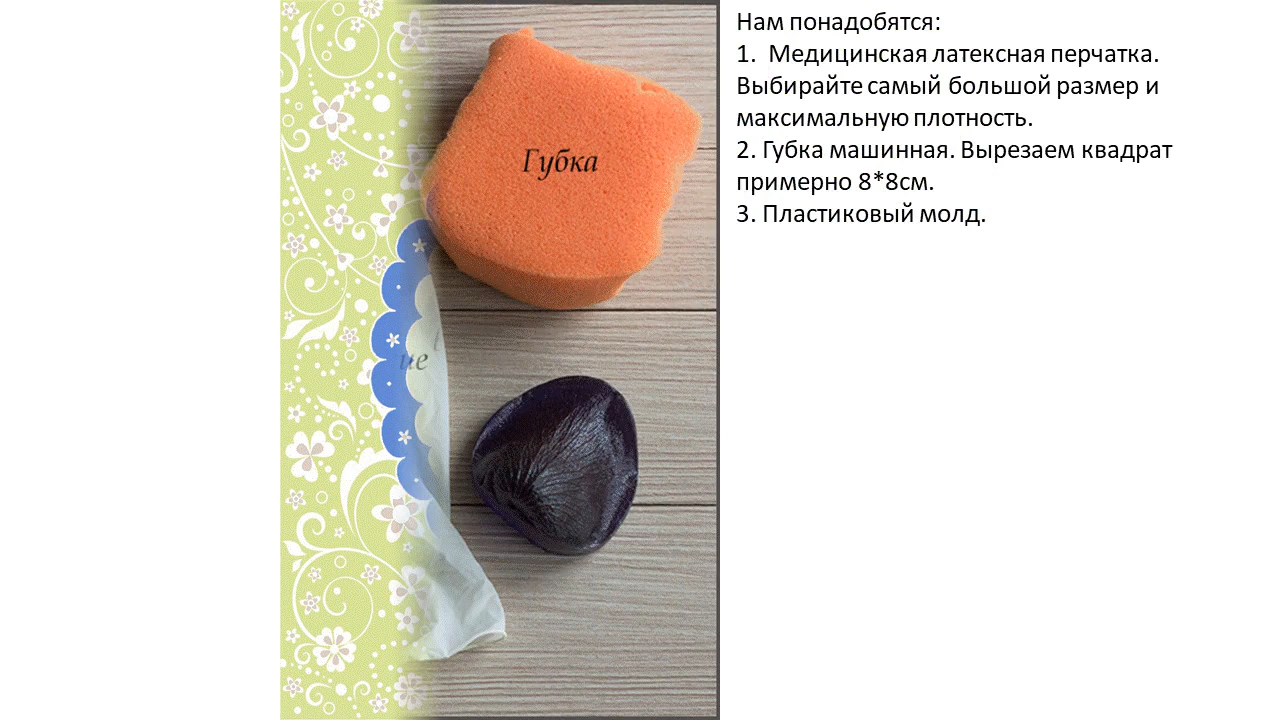 Нам понадобятся:
1. Медицинская латексная перчатка.
Выбирайте самый большой размер и
максимальную плотность.
2. Губка машинная. Вырезаем квадрат
примерно 8*8см.
3. Пластиковый молд.
Губка